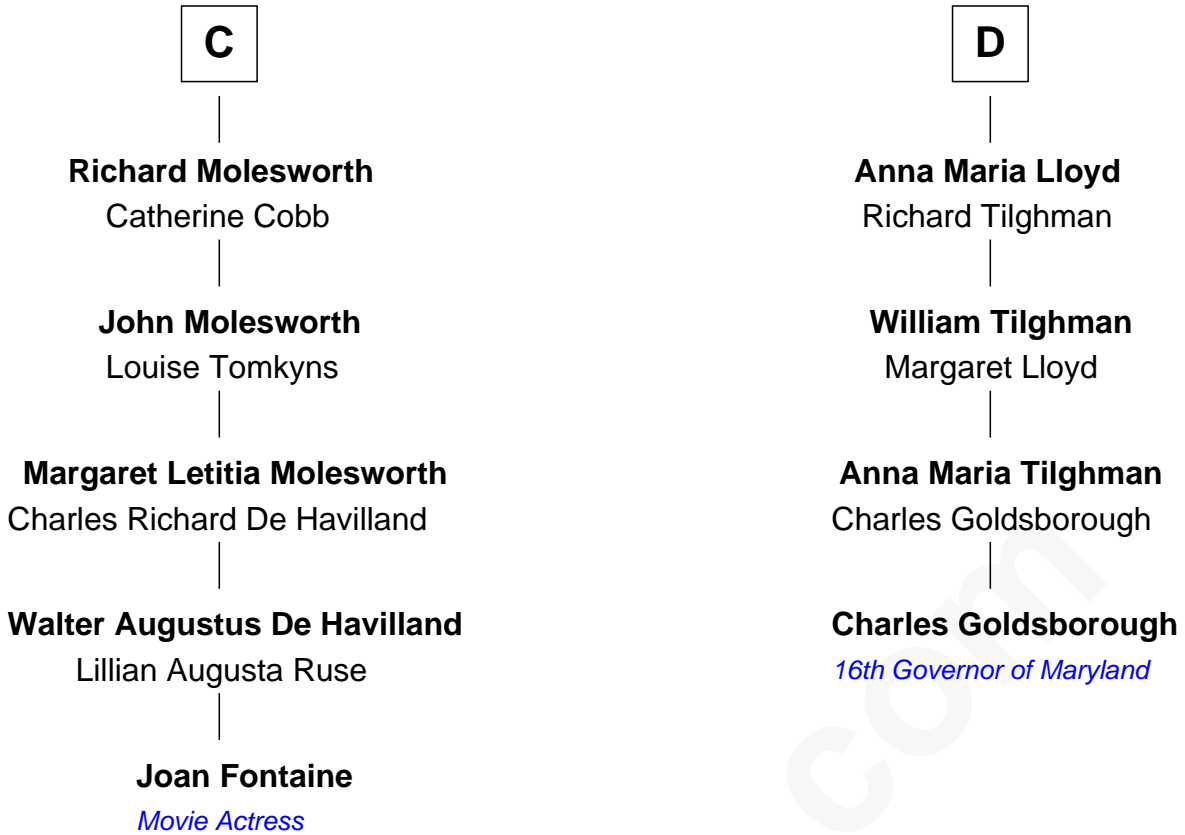 C
Richard Molesworth
Catherine Cobb
John Molesworth
Louise Tomkyns
Margaret Letitia Molesworth
Charles Richard De Havilland
Walter Augustus De Havilland
Lillian Augusta Ruse
Joan Fontaine
Movie Actress
D
Anna Maria Lloyd
Richard Tilghman
William Tilghman
Margaret Lloyd
Anna Maria Tilghman
Charles Goldsborough
Charles Goldsborough
16th Governor of Maryland
com